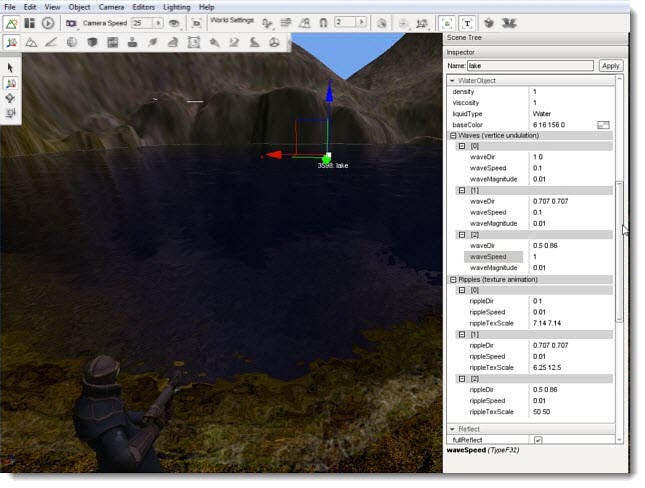 File Edit View Object Camera Editors Lighting Help
Camera Speed 25 World Settings 2
Scene Tree
Inspector
Name: lake Apply
WaterObject
density 1
viscosity 1
liquidType Water
baseColor 6 16 156 0
Waves (vertice undulation)
[0]
waveDir 1 0
waveSpeed 0.1
waveMagnitude 0.01
[1]
waveDir 0.707 0.707
waveSpeed 0.1
waveMagnitude 0.01
[2]
waveDir 0.5 0.86
waveSpeed 1
waveMagnitude 0.01
Ripples (texture animation)
[0]
rippleDir 0 1
rippleSpeed 0.01
rippleTexScale 7.14 7.14
[1]
rippleDir 0.707 0.707
rippleSpeed 0.01
rippleTexScale 6.25 12.5
[2]
rippleDir 0.5 0.86
rippleSpeed 0.01
rippleTexScale 50 50
Reflect
fullReflect
waveSpeed (TypeF32)
3598: lake